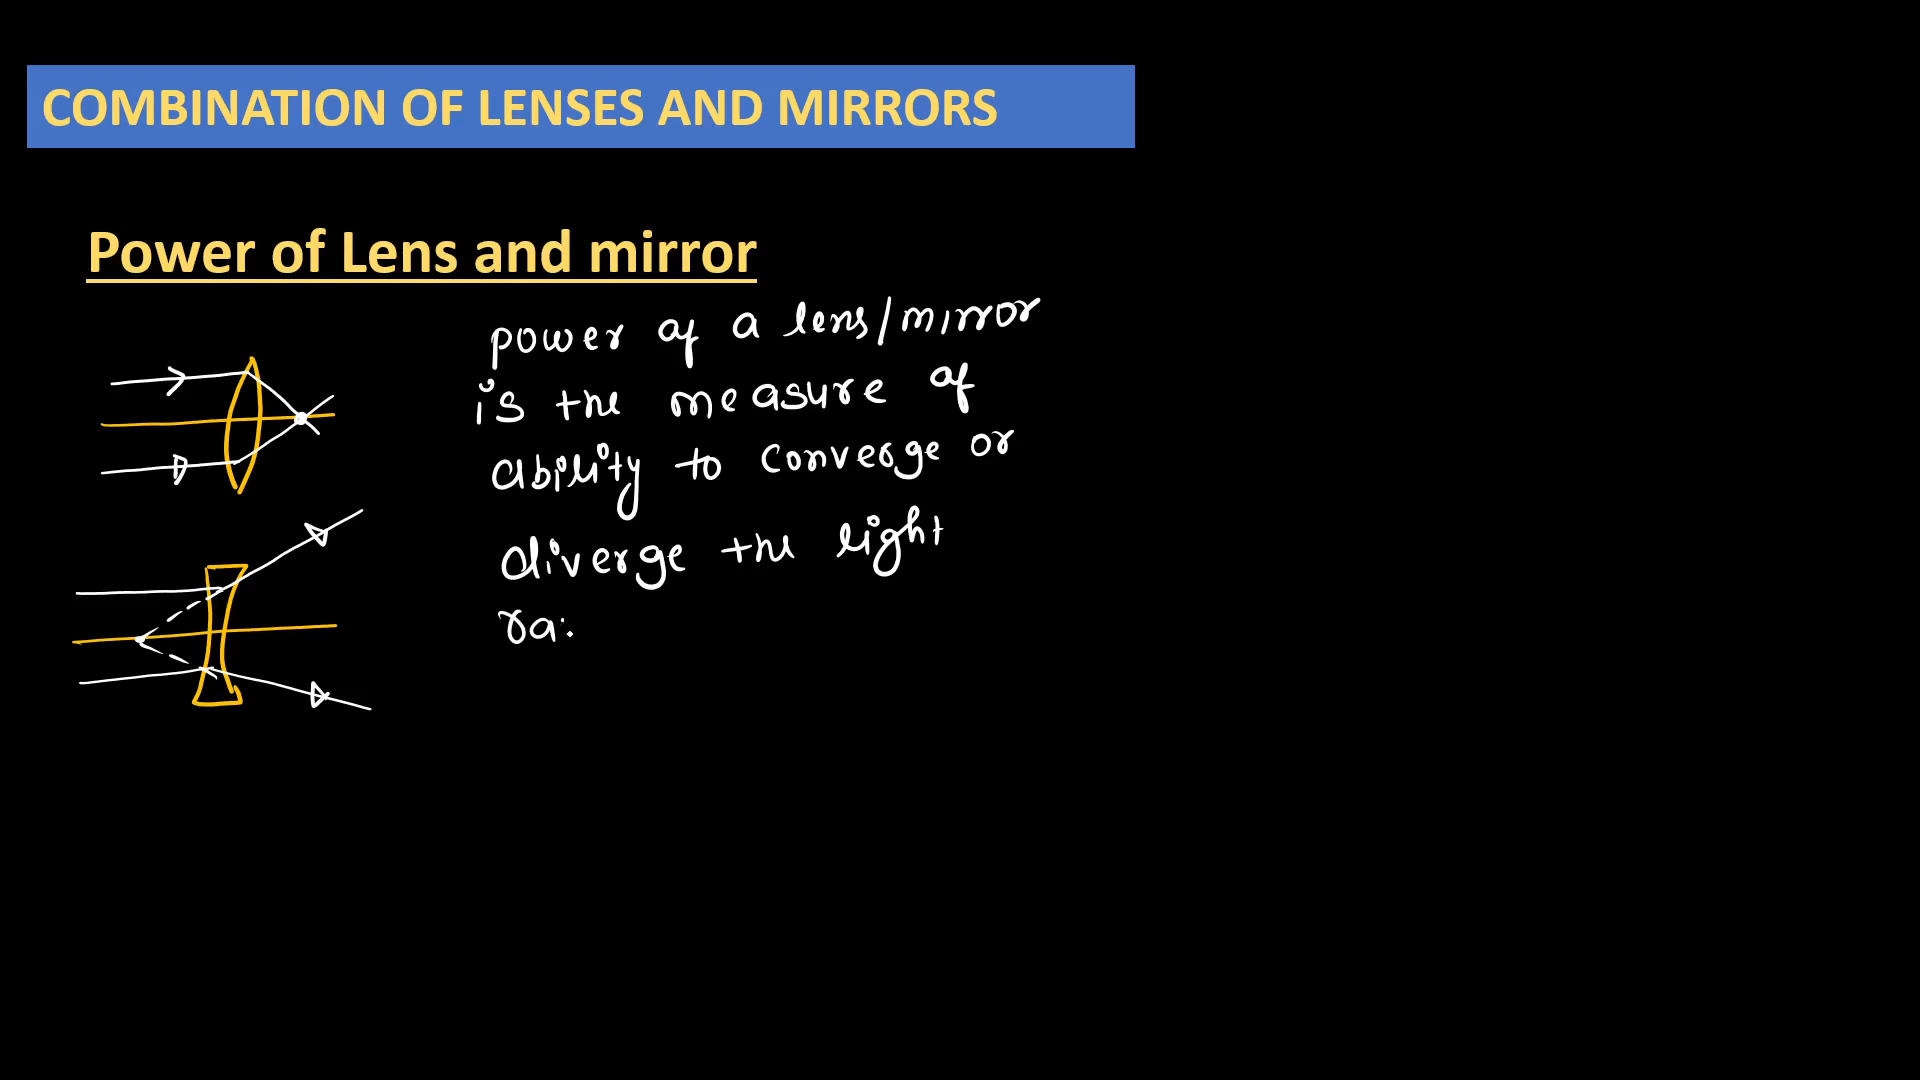 COMBINATION OF LENSES AND MIRRORS
Power of Lens and mirror
power of a lens/mirror
is the measure of
ability to converge or
diverge the light
ra